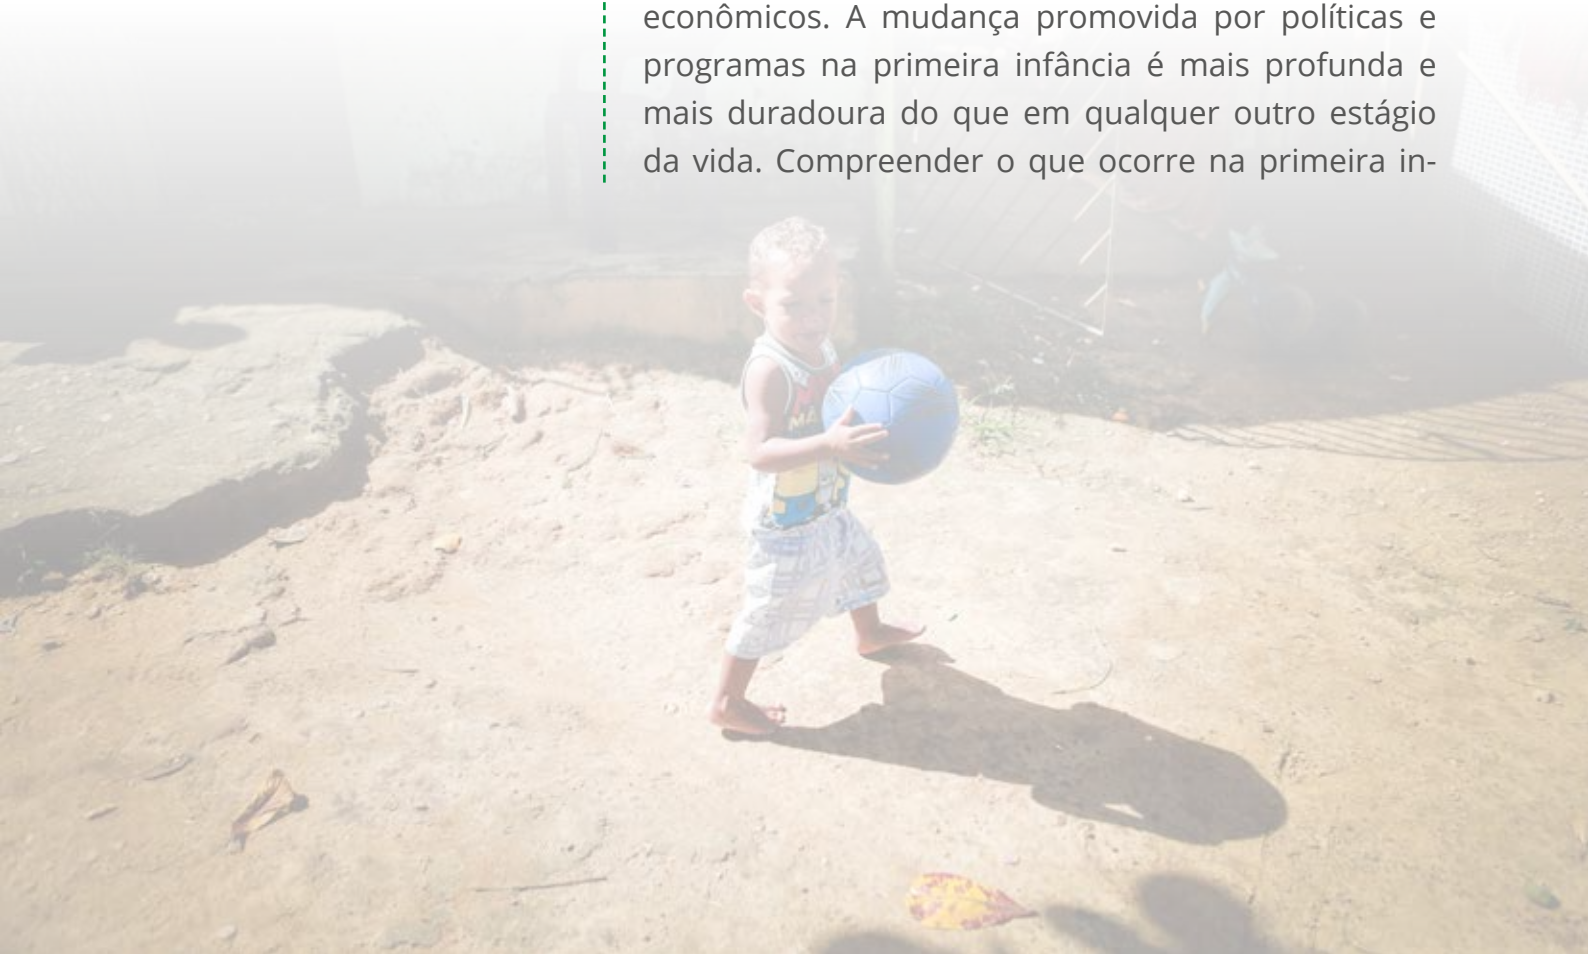 econômicos. A mudança promovida por políticas e
programas na primeira infância é mais profunda e
mais duradoura do que em qualquer outro estágio
da vida. Compreender o que ocorre na primeira in-